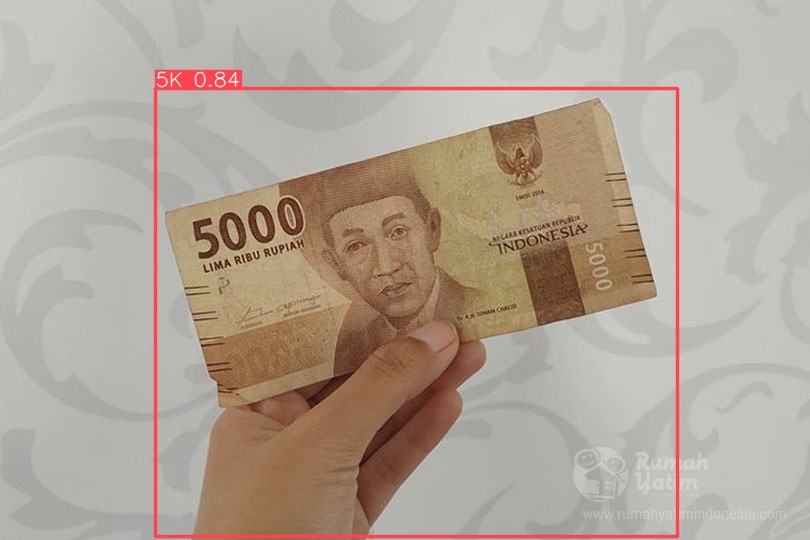 5K 0.84
5000
LIMA RIBU RUPIAH
EMISI 2016
NEGARA KESATUAN REPUBLIK
INDONESIA
5000
Dr. K.H. IDHAM CHALID
Rumah
Yatim
www.rumahyatimindonesia.com